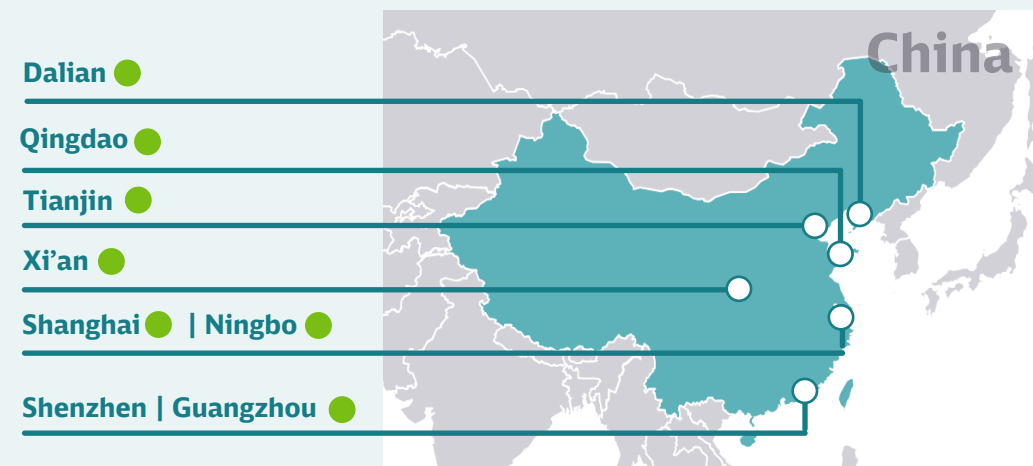 China
Dalian
Qingdao
Tianjin
Xi’an
Shanghai | Ningbo
Shenzhen | Guangzhou